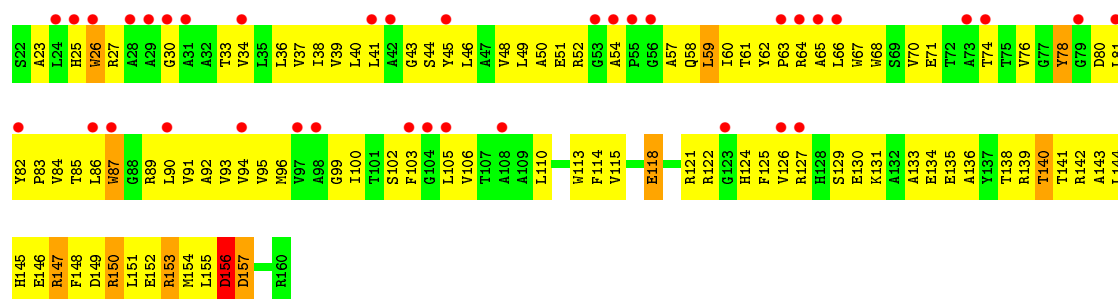 S22 A23 L24 H25 W26 R27 A28 A29 G30 A31 A32 T33 V34 L35 L36 V37 I38 V39 L40 L41 A42 G43 S44 Y45 L46 A47 V48 L49 A50 E51 R52 G53 A54 P55 G56 A57 Q58 L59 I60 T61 Y62 P63 R64 A65 L66 W67 W68 S69 V70 E71 T72 A73 T74 T75 V76 G77 Y78 G79 D80 L81
Y82 P83 V84 T85 L86 W87 G88 R89 L90 V91 A92 V93 V94 V95 M96 V97 A98 G99 I100 T101 S102 F103 G104 L105 V106 T107 A108 A109 L110 W113 F114 V115 E118 R121 R122 G123 H124 F125 V126 R127 H128 S129 E130 K131 A132 A133 E134 E135 A136 Y137 T138 R139 T140 T141 R142 A143 L144
H145 E146 R147 F148 D149 R150 L151 E152 R153 M154 L155 D156 D157 R160